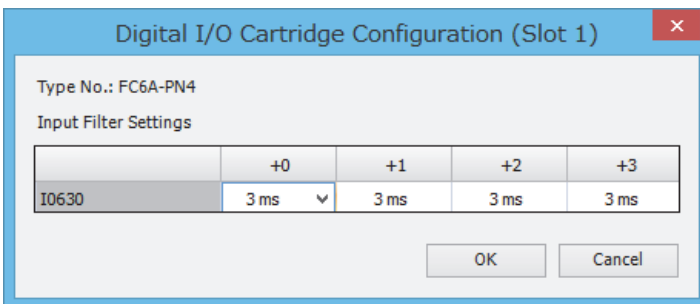 Digital I/O Cartridge Configuration (Slot 1)
Type No.: FC6A-PN4
Input Filter Settings
+0 +1 +2 +3
I0630 3 ms 3 ms 3 ms 3 ms
OK Cancel